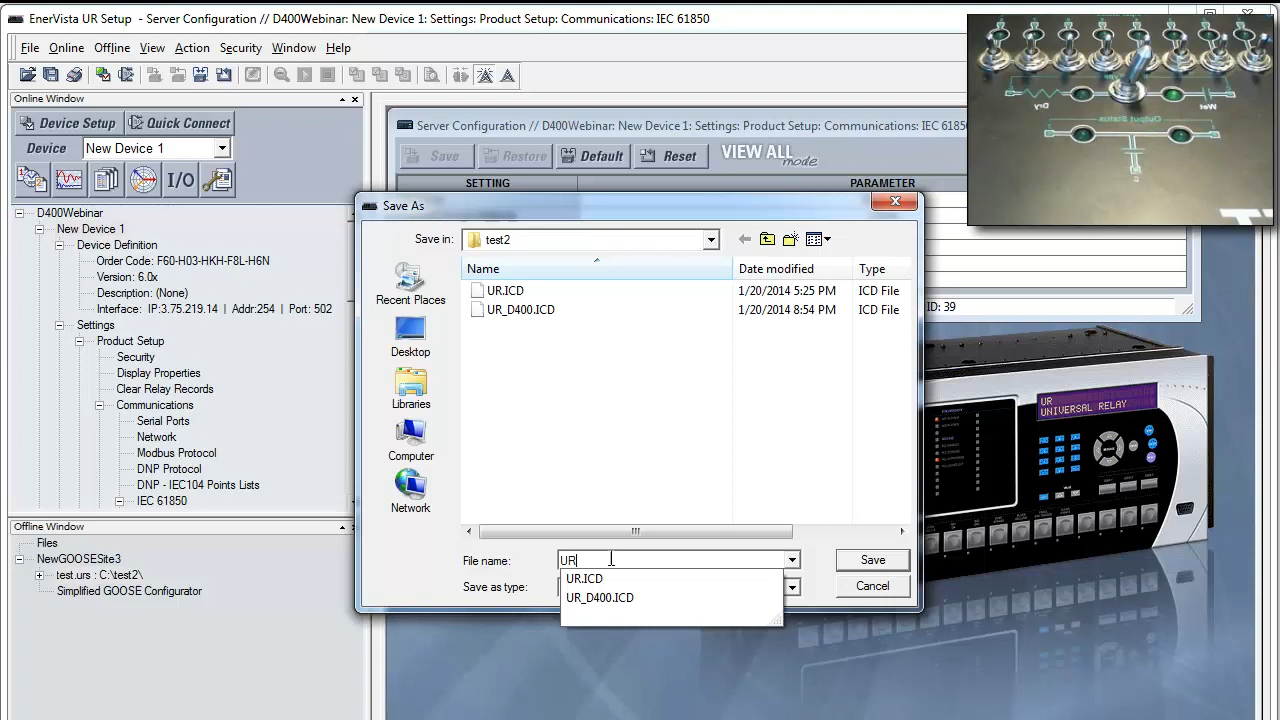 EnerVista UR Setup - Server Configuration // D400Webinar: New Device 1: Settings: Product Setup: Communications: IEC 61850
File Online Offline View Action Security Window Help
Online Window
Device Setup Quick Connect
Device New Device 1
I/O
D400Webinar
New Device 1
Device Definition
Order Code: F60-H03-HKH-F8L-H6N
Version: 6.0x
Description: (None)
Interface: IP:3.75.219.14 | Addr:254 | Port: 502
Settings
Product Setup
Security
Display Properties
Clear Relay Records
Communications
Serial Ports
Network
Modbus Protocol
DNP Protocol
DNP - IEC104 Points Lists
IEC 61850
Offline Window
Files
NewGOOSESite3
test.urs : C:\test2\
Simplified GOOSE Configurator
Server Configuration // D400Webinar: New Device 1: Settings: Product Setup: Communications: IEC 61850
Save Restore Default Reset VIEW ALL mode
SETTING PARAMETER
Save As
Save in: test2
Name Date modified Type
UR.ICD 1/20/2014 5:25 PM ICD File
UR_D400.ICD 1/20/2014 8:54 PM ICD File
Recent Places
Desktop
Libraries
Computer
Network
File name: UR
Save
UR.ICD
UR_D400.ICD
Save as type:
Cancel
ID: 39
UR
UNIVERSAL RELAY
Dry
Wet
Output Status